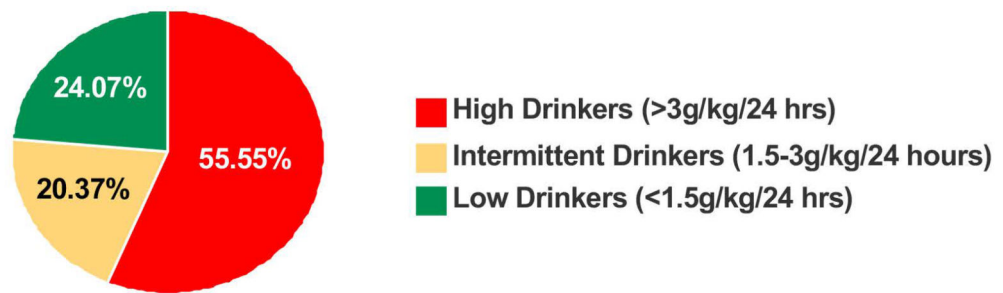 24.07%
55.55%
20.37%
High Drinkers (>3g/kg/24 hrs)
Intermittent Drinkers (1.5-3g/kg/24 hours)
Low Drinkers (<1.5g/kg/24 hrs)